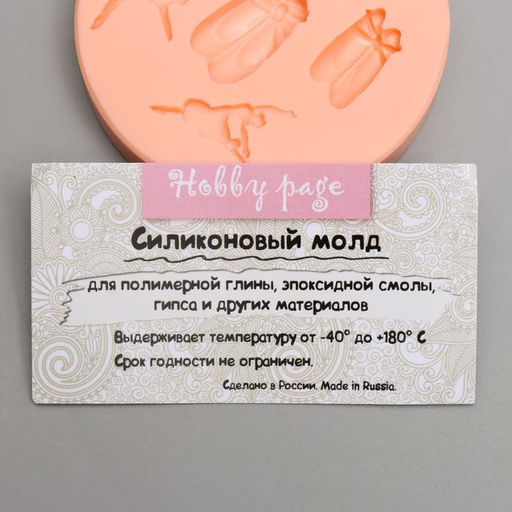 Hobby page
Силиконовый молд
для полимерной глины, эпоксидной смолы,
гипса и других материалов
Выдерживает температуру от -40° до +180° С
Срок годности не ограничен.
Сделано в России. Made in Russia.